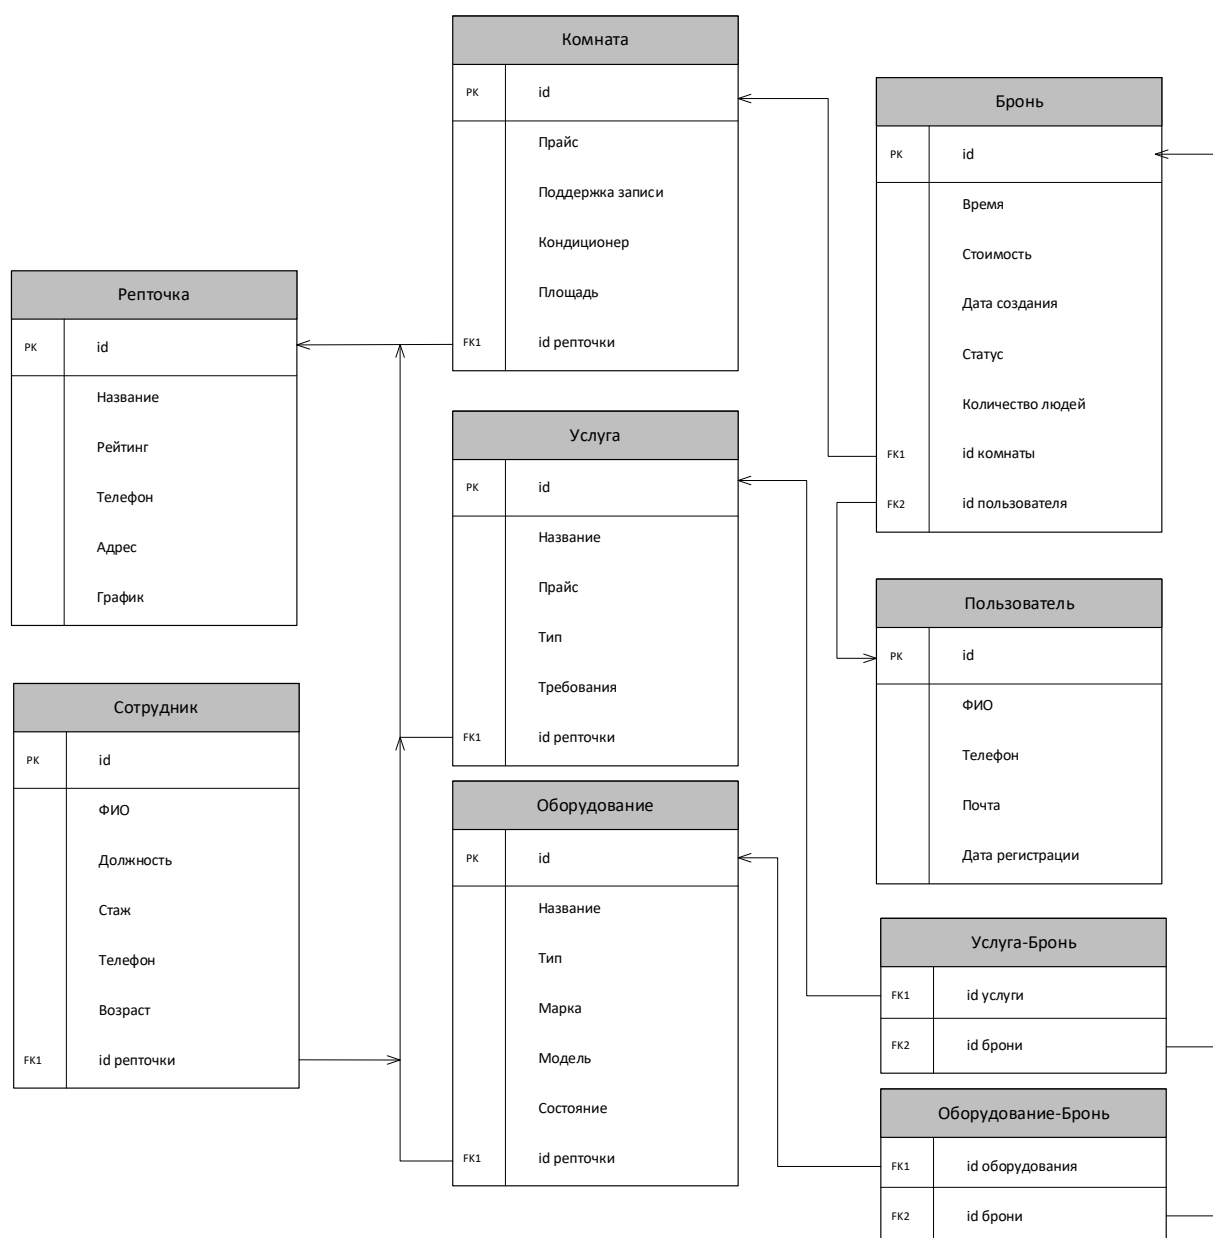 Комната
PK id
Прайс
Поддержка записи
Кондиционер
Площадь
FK1 id репточки
Бронь
PK id
Время
Стоимость
Дата создания
Статус
Количество людей
FK1 id комнаты
FK2 id пользователя
Репточка
PK id
Название
Рейтинг
Телефон
Адрес
График
Услуга
PK id
Название
Прайс
Тип
Требования
FK1 id репточки
Пользователь
PK id
ФИО
Телефон
Почта
Дата регистрации
Сотрудник
PK id
ФИО
Должность
Стаж
Телефон
Возраст
FK1 id репточки
Оборудование
PK id
Название
Тип
Марка
Модель
Состояние
FK1 id репточки
Услуга-Бронь
FK1 id услуги
FK2 id брони
Оборудование-Бронь
FK1 id оборудования
FK2 id брони